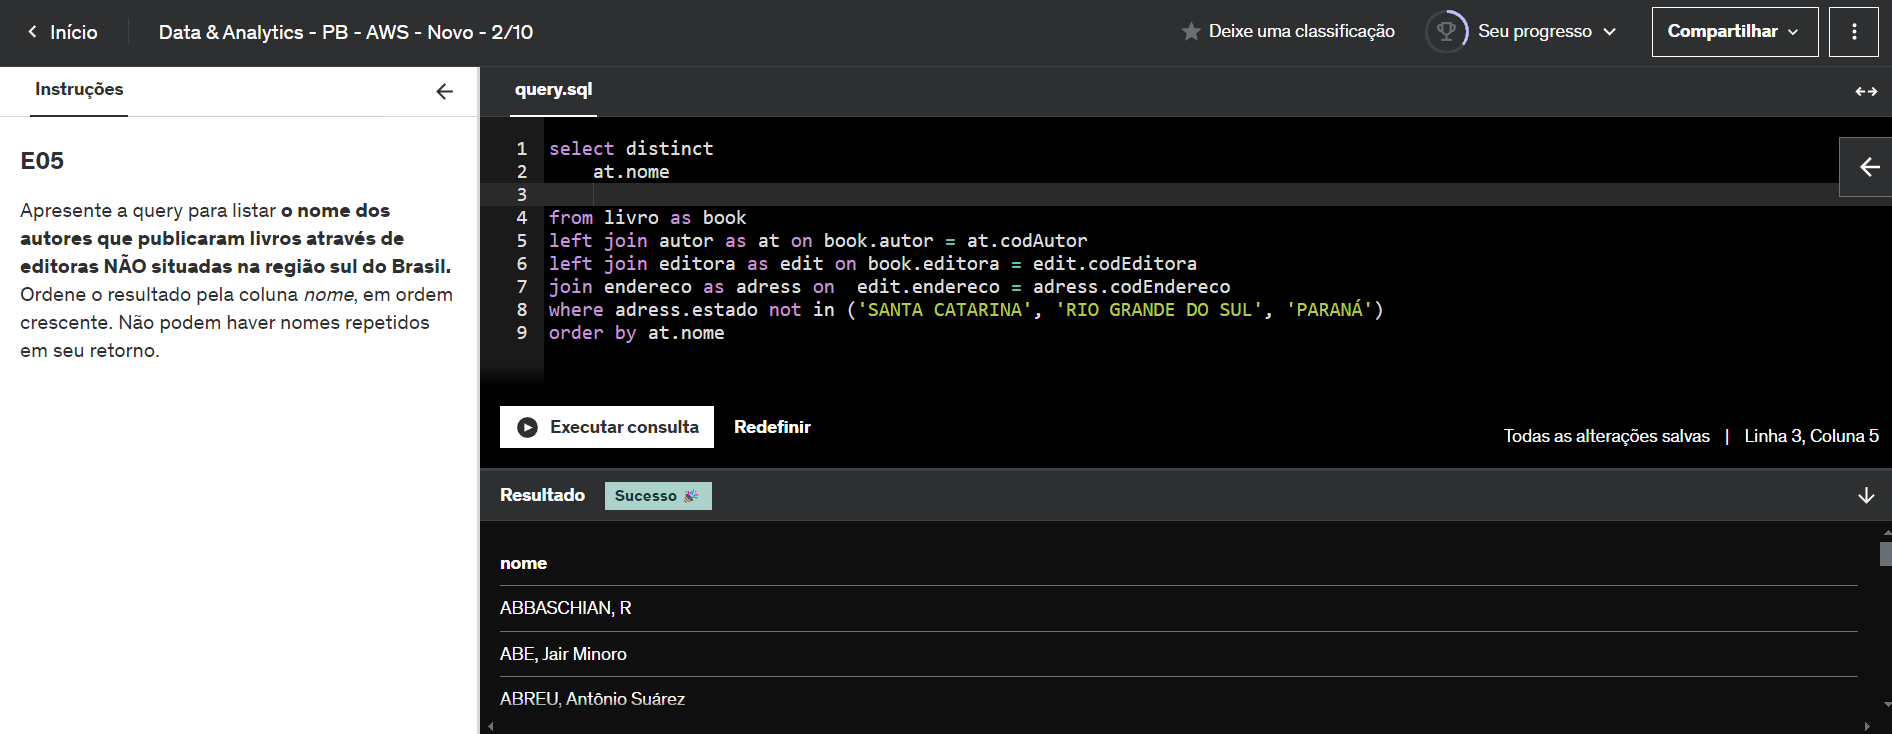 Início
Data & Analytics - PB - AWS - Novo - 2/10
Deixe uma classificação
Seu progresso
Compartilhar
Instruções
E05
Apresente a query para listar o nome dos
autores que publicaram livros através de
editoras NÃO situadas na região sul do Brasil.
Ordene o resultado pela coluna nome, em ordem
crescente. Não podem haver nomes repetidos
em seu retorno.
query.sql
1 select distinct
2     at.nome
3
4 from livro as book
5 left join autor as at on book.autor = at.codAutor
6 left join editora as edit on book.editora = edit.codEditora
7 join endereco as adress on  edit.endereco = adress.codEndereco
8 where adress.estado not in ('SANTA CATARINA', 'RIO GRANDE DO SUL', 'PARANÁ')
9 order by at.nome
Executar consulta
Redefinir
Todas as alterações salvas | Linha 3, Coluna 5
Resultado
Sucesso 🎉
nome
ABBASCHIAN, R
ABE, Jair Minoro
ABREU, Antônio Suárez